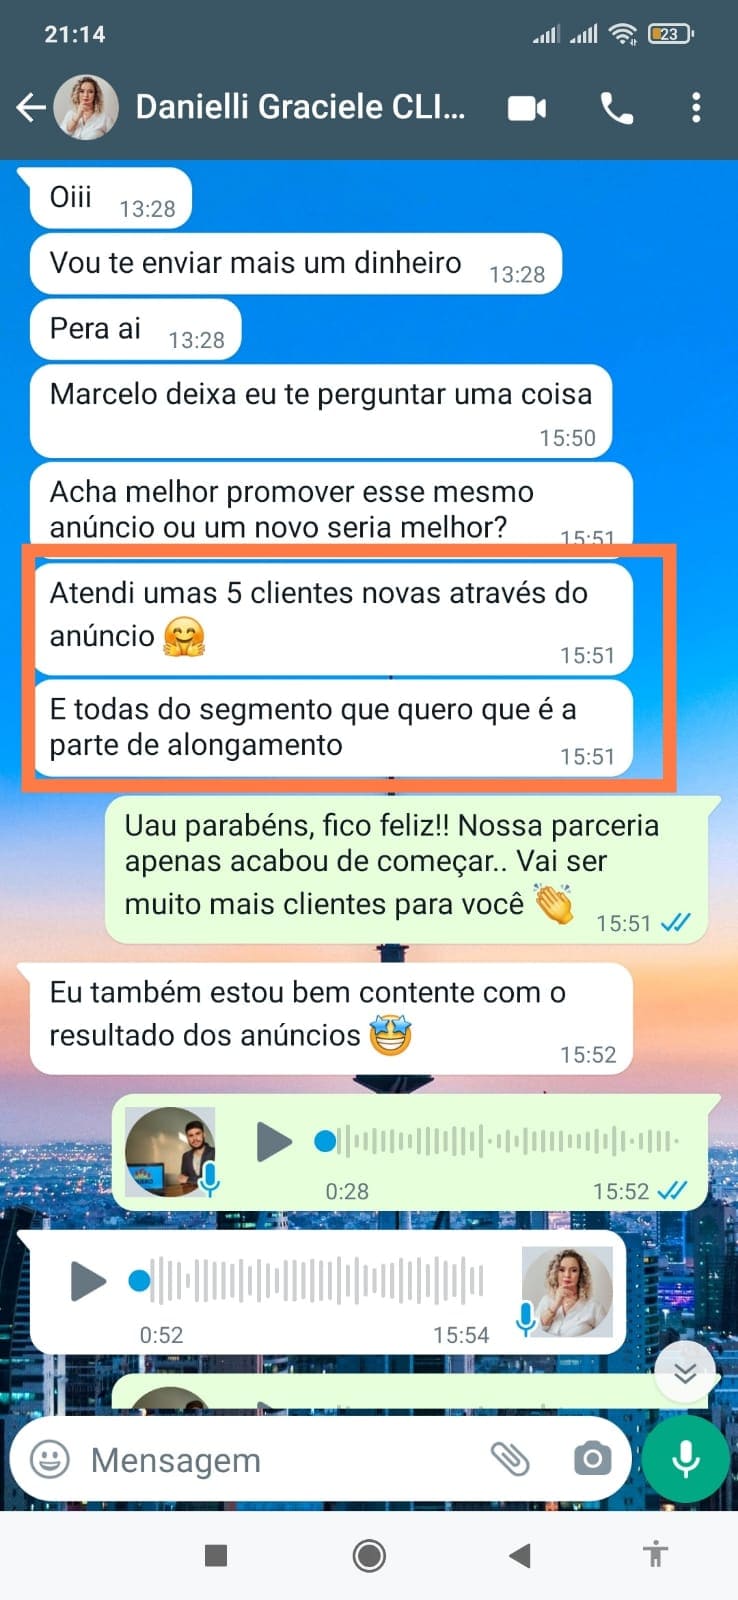 21:14
23
Danielli Graciele CLI...
Oiii 13:28
Vou te enviar mais um dinheiro 13:28
Pera ai 13:28
Marcelo deixa eu te perguntar uma coisa
15:50
Acha melhor promover esse mesmo
anúncio ou um novo seria melhor? 15:51
Atendi umas 5 clientes novas através do
anúncio 🤗
15:51
E todas do segmento que quero que é a
parte de alongamento 15:51
Uau parabéns, fico feliz!! Nossa parceria
apenas acabou de começar.. Vai ser
muito mais clientes para você 👏 15:51
Eu também estou bem contente com o
resultado dos anúncios 🤩
15:52
0:28 15:52
0:52 15:54
Mensagem